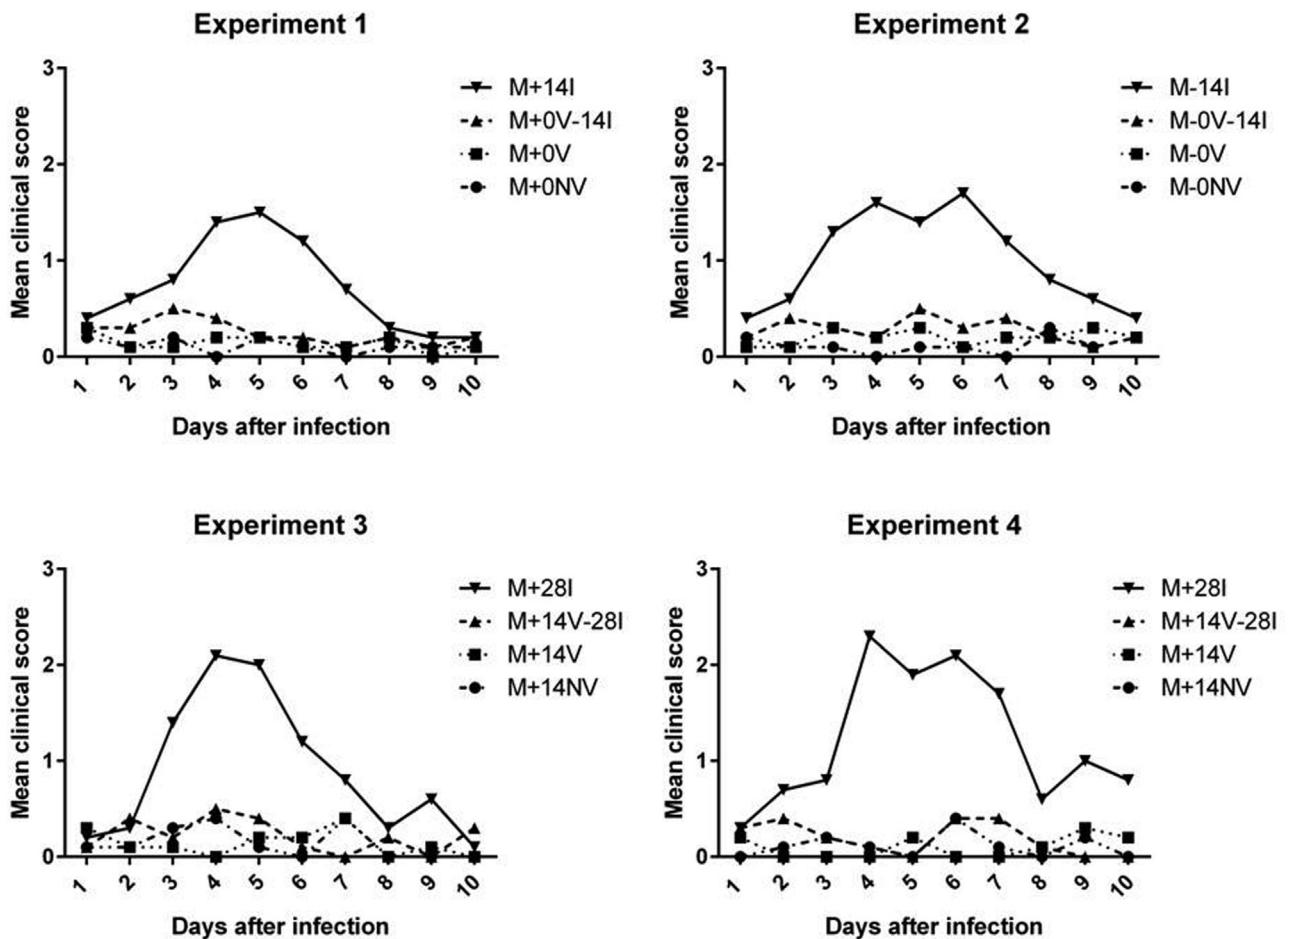 Experiment 1
Mean clinical score
3
2
1
0
M+14I
M+0V-14I
M+0V
M+0NV
1 2 3 4 5 6 7 8 9 10
Days after infection
Experiment 2
Mean clinical score
3
2
1
0
M-14I
M-0V-14I
M-0V
M-0NV
1 2 3 4 5 6 7 8 9 10
Days after infection
Experiment 3
Mean clinical score
3
2
1
0
M+28I
M+14V-28I
M+14V
M+14NV
1 2 3 4 5 6 7 8 9 10
Days after infection
Experiment 4
Mean clinical score
3
2
1
0
M+28I
M+14V-28I
M+14V
M+14NV
1 2 3 4 5 6 7 8 9 10
Days after infection